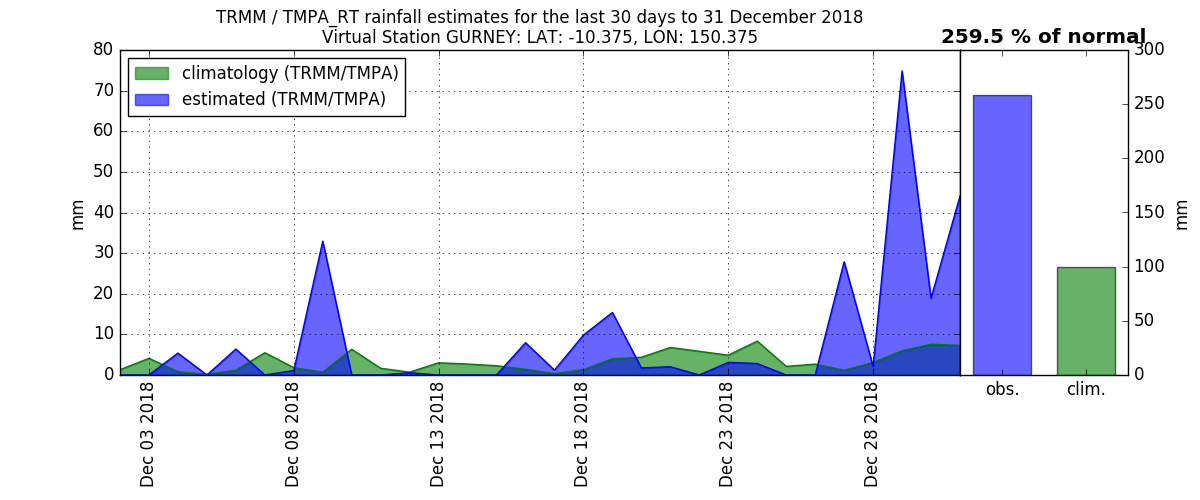 TRMM / TMPA_RT rainfall estimates for the last 30 days to 31 December 2018
Virtual Station GURNEY: LAT: -10.375, LON: 150.375
259.5 % of normal
climatology (TRMM/TMPA)
estimated (TRMM/TMPA)
80
70
60
50
40
30
20
10
0
mm
Dec 03 2018
Dec 08 2018
Dec 13 2018
Dec 18 2018
Dec 23 2018
Dec 28 2018
300
250
200
150
100
50
0
mm
obs.
clim.